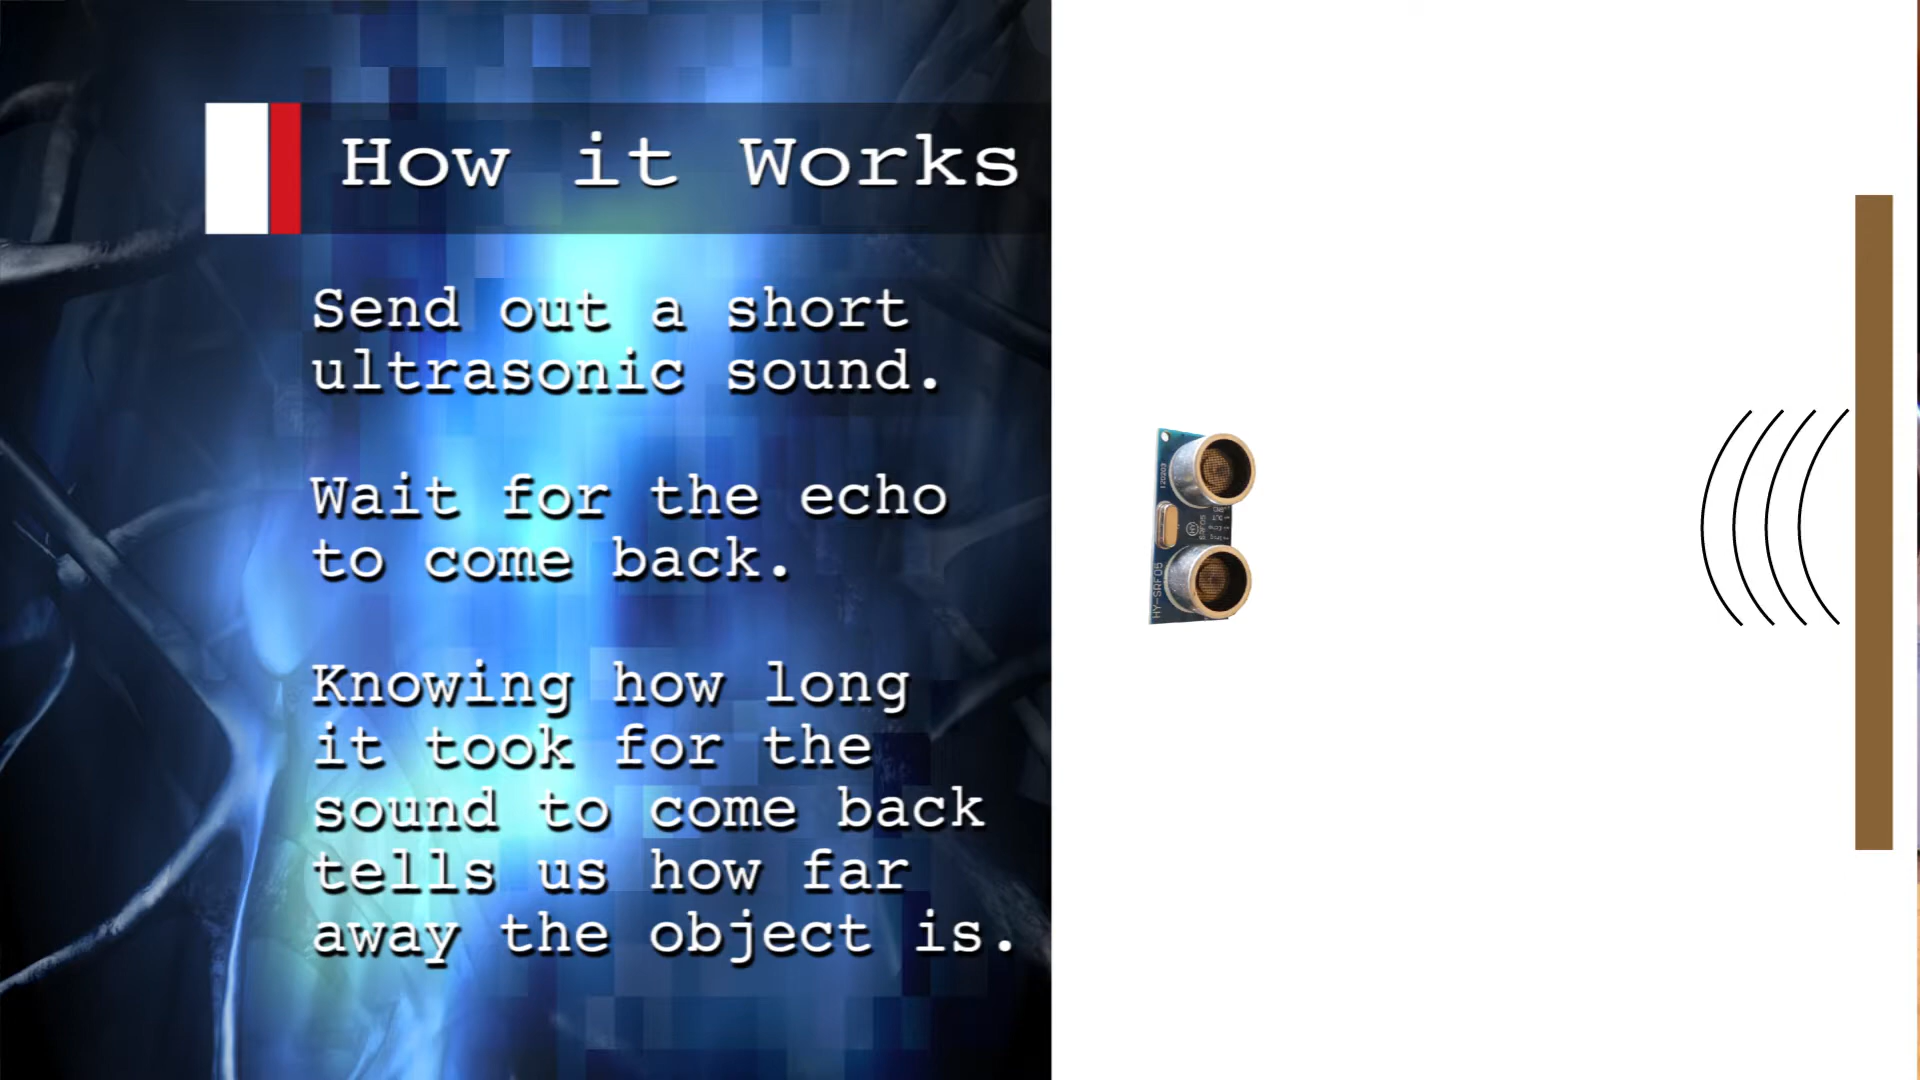 How it Works
Send out a short
ultrasonic sound.
Wait for the echo
to come back.
Knowing how long
it took for the
sound to come back
tells us how far
away the object is.
HY-SRF05